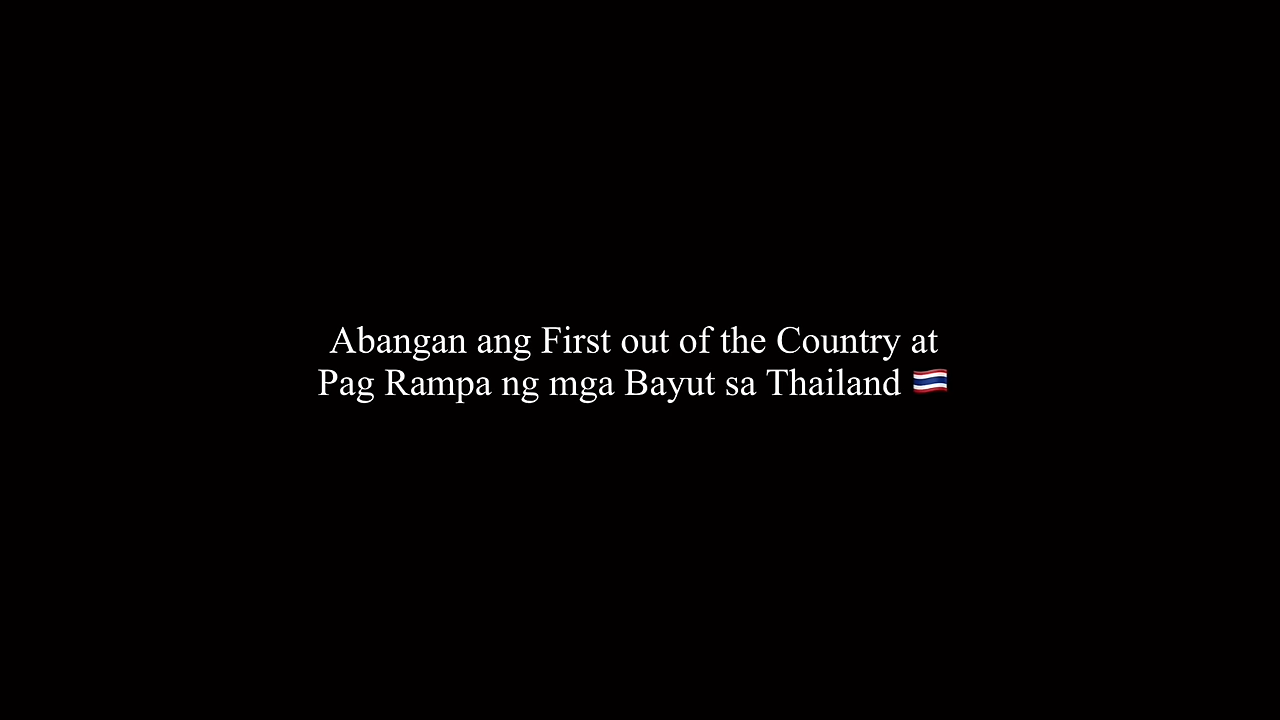 Abangan ang First out of the Country at
Pag Rampa ng mga Bayut sa Thailand 🇹🇭